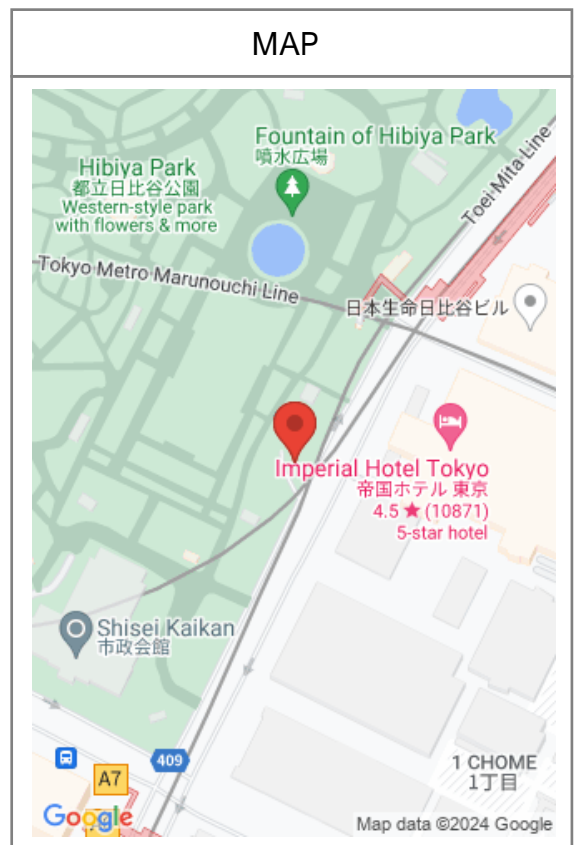 MAP
Fountain of Hibiya Park
噴水広場
Hibiya Park
都立日比谷公園
Western-style park
with flowers & more
Toei Mita Line
Tokyo Metro Marunouchi Line
日本生命日比谷ビル
Imperial Hotel Tokyo
帝国ホテル 東京
4.5 ★ (10871)
5-star hotel
Shisei Kaikan
市政会館
409
A7
1 CHOME
1丁目
Google
Map data ©2024 Google